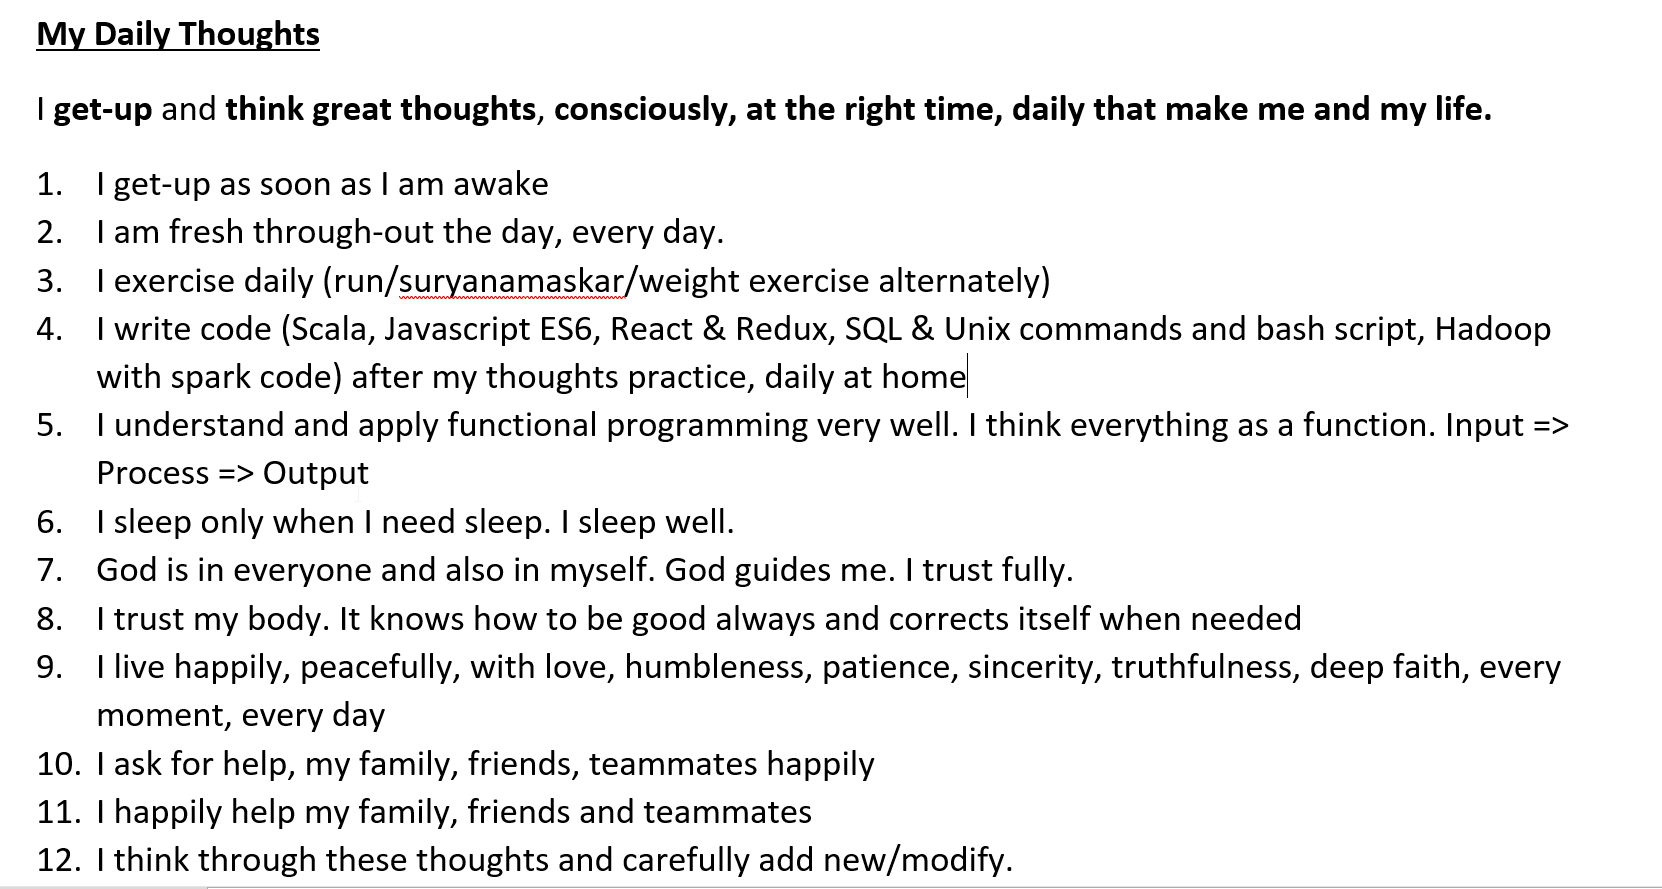 My Daily Thoughts
I get-up and think great thoughts, consciously, at the right time, daily that make me and my life.
1. I get-up as soon as I am awake
2. I am fresh through-out the day, every day.
3. I exercise daily (run/suryanamaskar/weight exercise alternately)
4. I write code (Scala, Javascript ES6, React & Redux, SQL & Unix commands and bash script, Hadoop
with spark code) after my thoughts practice, daily at home
5. I understand and apply functional programming very well. I think everything as a function. Input =>
Process => Output
6. I sleep only when I need sleep. I sleep well.
7. God is in everyone and also in myself. God guides me. I trust fully.
8. I trust my body. It knows how to be good always and corrects itself when needed
9. I live happily, peacefully, with love, humbleness, patience, sincerity, truthfulness, deep faith, every
moment, every day
10. I ask for help, my family, friends, teammates happily
11. I happily help my family, friends and teammates
12. I think through these thoughts and carefully add new/modify.